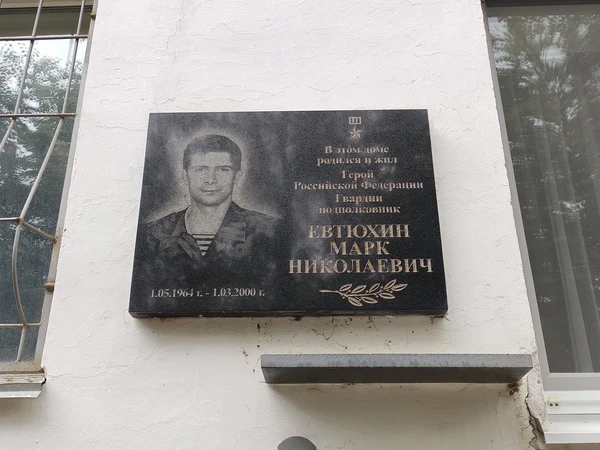 В этом доме
родился и жил
Герой
Российской Федерации
Гвардии
подполковник
ЕВТЮХИН
МАРК
НИКОЛАЕВИЧ
1.05.1964 г. - 1.03.2000 г.